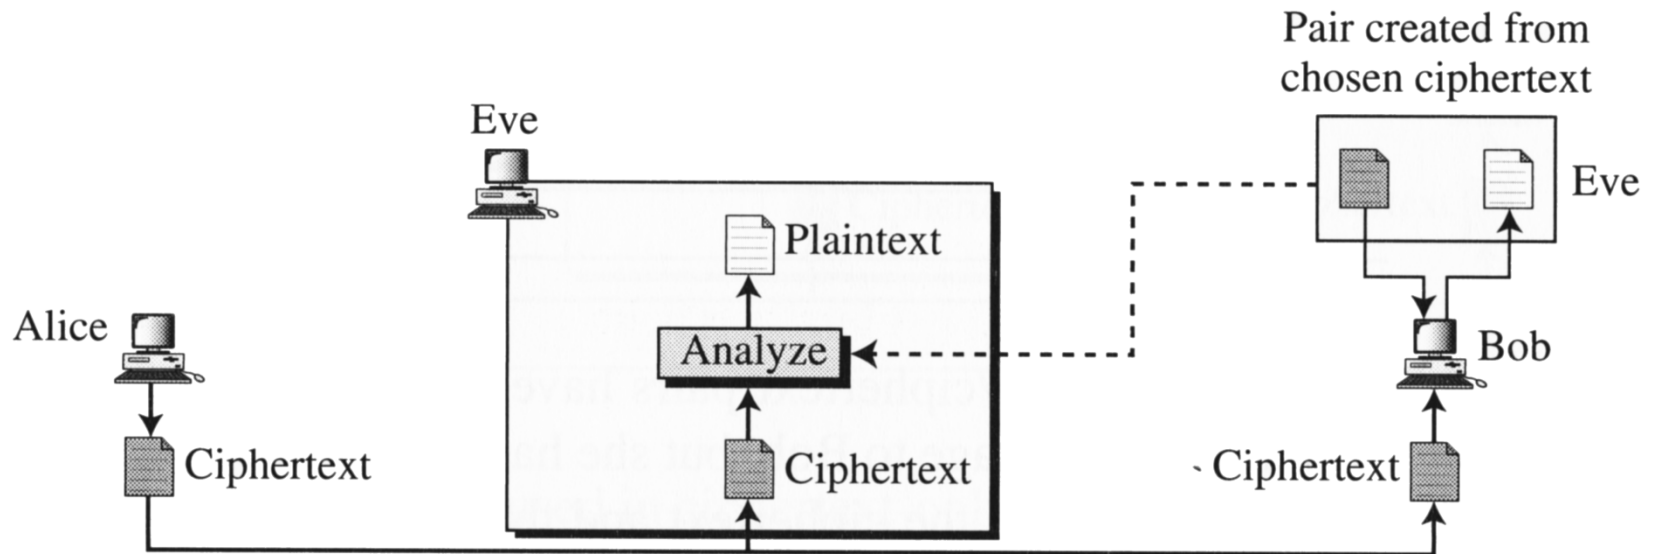 Pair created from
chosen ciphertext
Eve
Eve
Plaintext
Alice
Analyze
Bob
Ciphertext
Ciphertext
Ciphertext